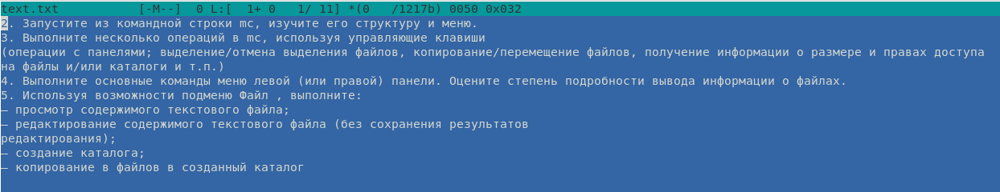 text.txt [-M--] 0 L:[ 1+ 0 1/ 11] *(0 /1217b) 0050 0x032
2. Запустите из командной строки mc, изучите его структуру и меню.
3. Выполните несколько операций в mc, используя управляющие клавиши
(операции с панелями; выделение/отмена выделения файлов, копирование/перемещение файлов, получение информации о размере и правах доступа
на файлы и/или каталоги и т.п.)
4. Выполните основные команды меню левой (или правой) панели. Оцените степень подробности вывода информации о файлах.
5. Используя возможности подменю Файл , выполните:
– просмотр содержимого текстового файла;
– редактирование содержимого текстового файла (без сохранения результатов
редактирования);
– создание каталога;
– копирование в файлов в созданный каталог